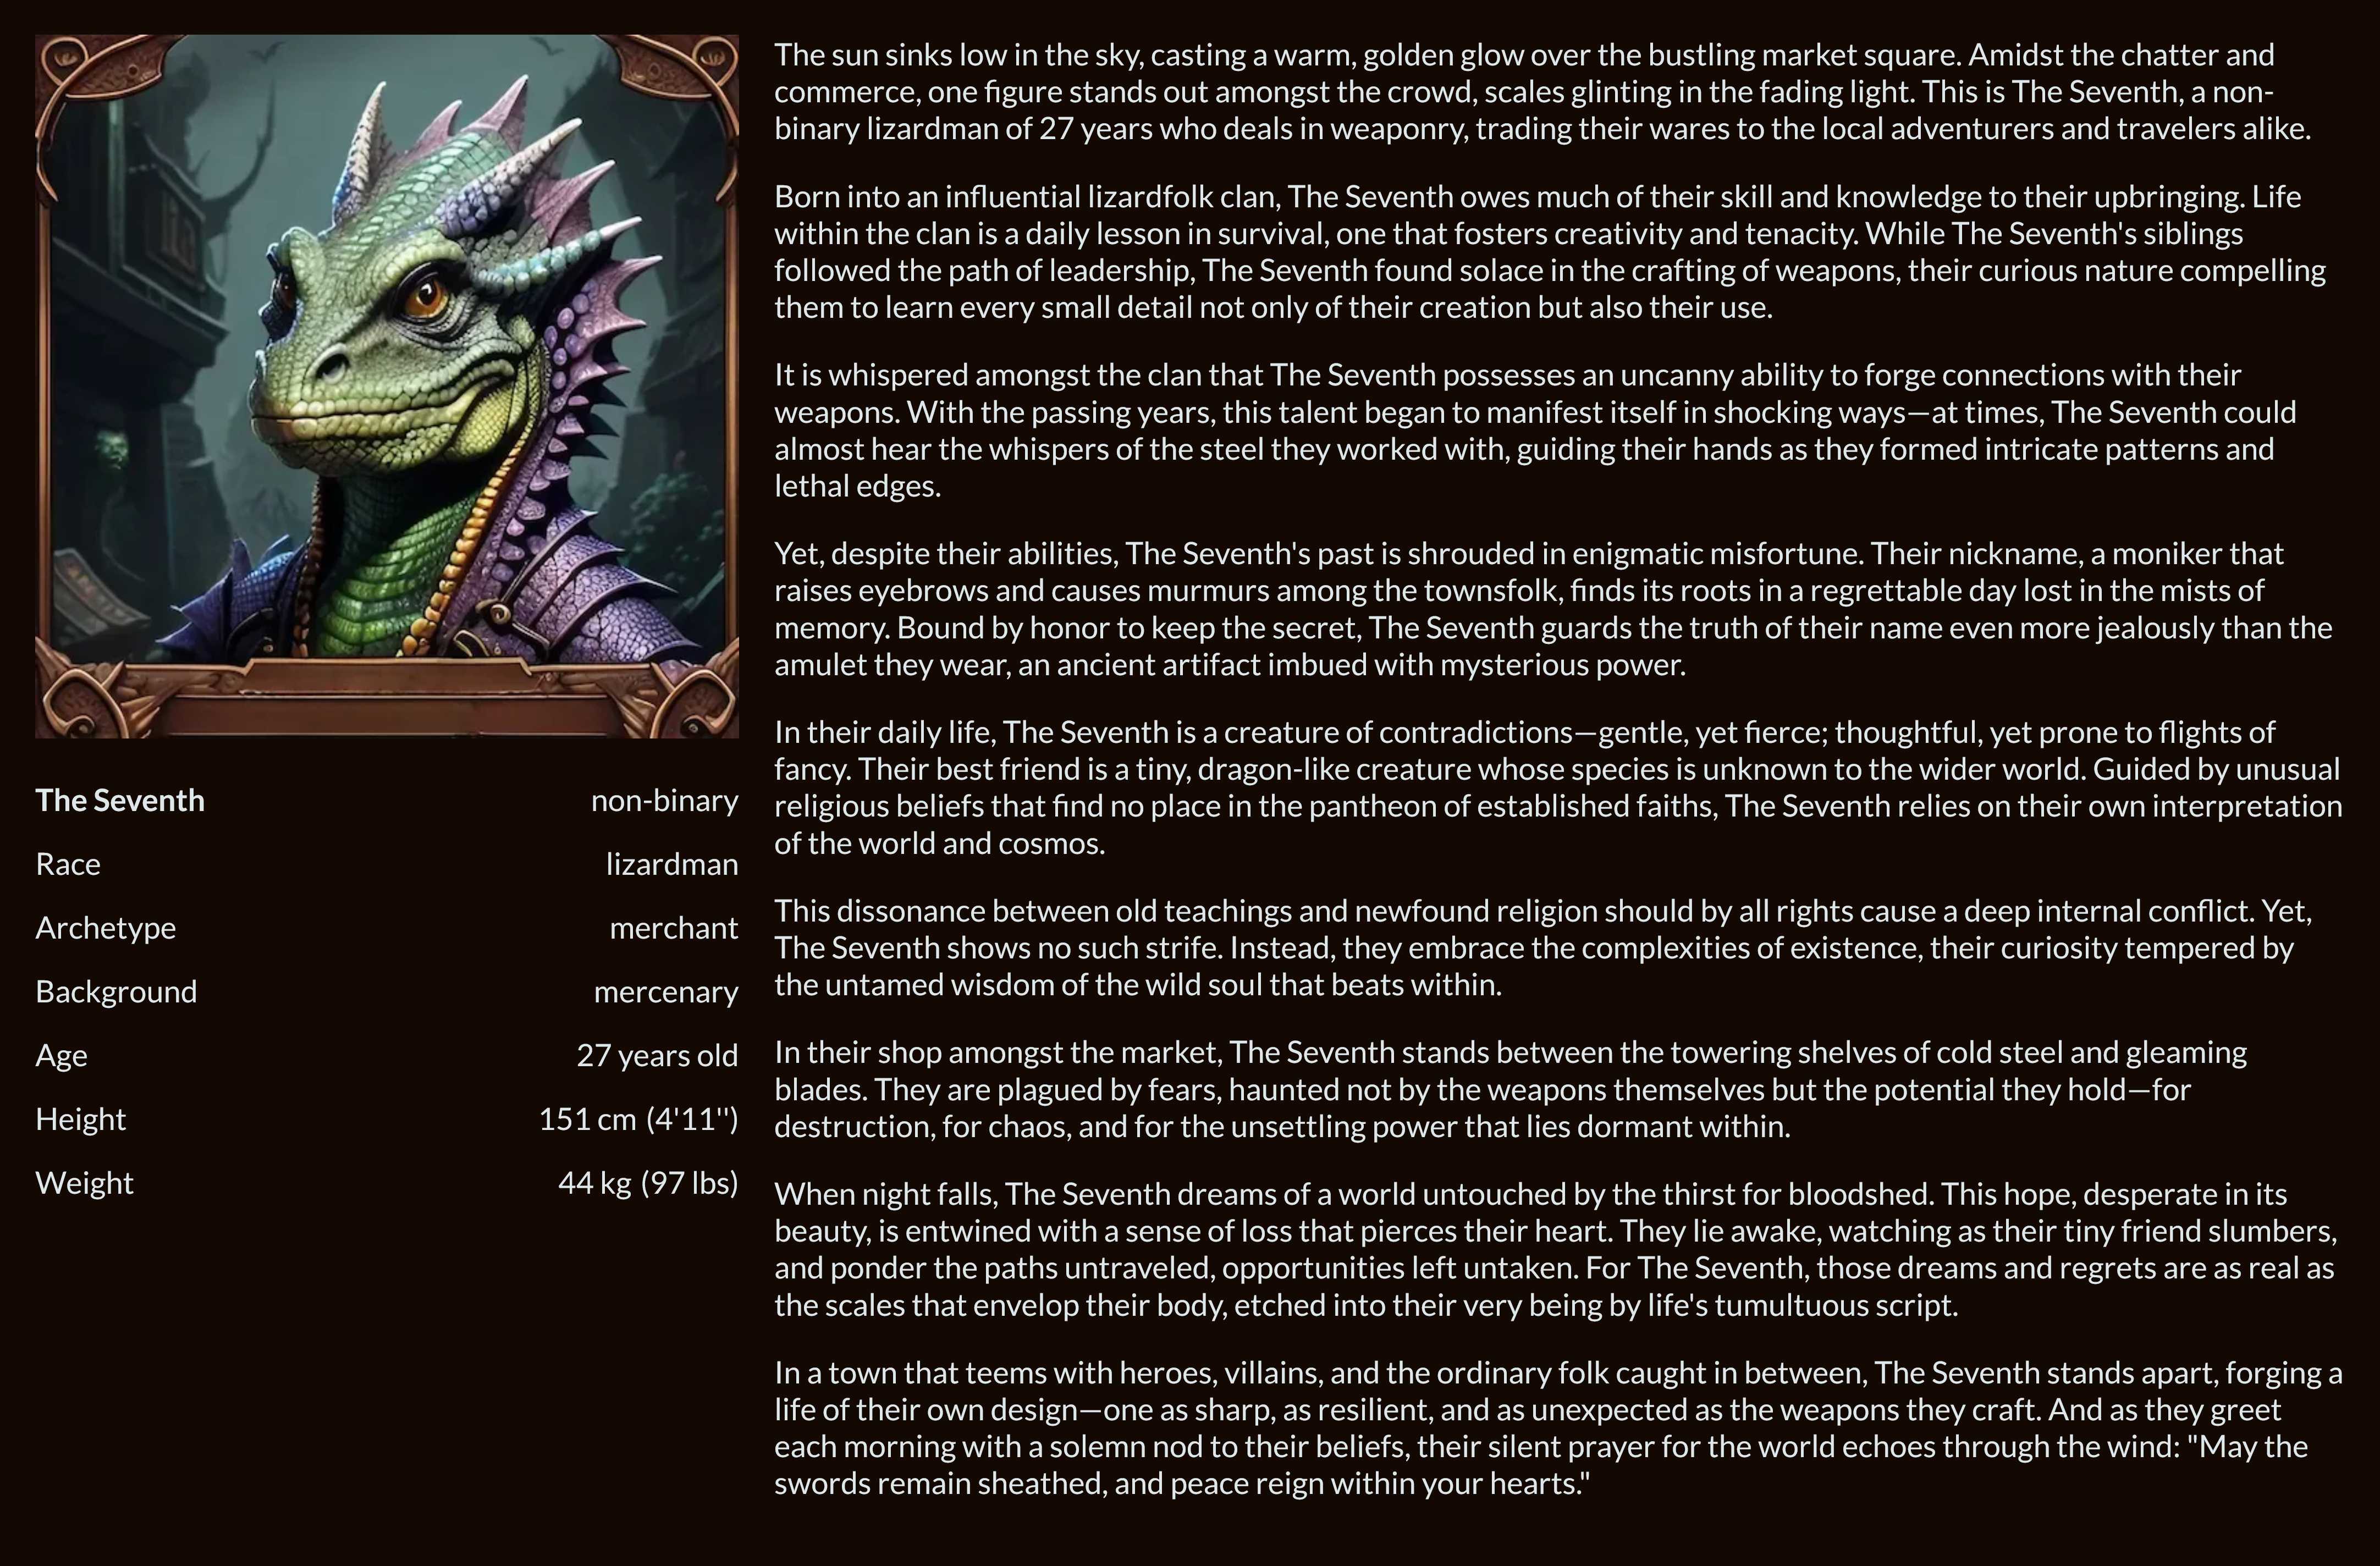 The Seventh non-binary
Race lizardman
Archetype merchant
Background mercenary
Age 27 years old
Height 151 cm (4'11'')
Weight 44 kg (97 lbs)
The sun sinks low in the sky, casting a warm, golden glow over the bustling market square. Amidst the chatter and
commerce, one figure stands out amongst the crowd, scales glinting in the fading light. This is The Seventh, a non-
binary lizardman of 27 years who deals in weaponry, trading their wares to the local adventurers and travelers alike.
Born into an influential lizardfolk clan, The Seventh owes much of their skill and knowledge to their upbringing. Life
within the clan is a daily lesson in survival, one that fosters creativity and tenacity. While The Seventh's siblings
followed the path of leadership, The Seventh found solace in the crafting of weapons, their curious nature compelling
them to learn every small detail not only of their creation but also their use.
It is whispered amongst the clan that The Seventh possesses an uncanny ability to forge connections with their
weapons. With the passing years, this talent began to manifest itself in shocking ways—at times, The Seventh could
almost hear the whispers of the steel they worked with, guiding their hands as they formed intricate patterns and
lethal edges.
Yet, despite their abilities, The Seventh's past is shrouded in enigmatic misfortune. Their nickname, a moniker that
raises eyebrows and causes murmurs among the townsfolk, finds its roots in a regrettable day lost in the mists of
memory. Bound by honor to keep the secret, The Seventh guards the truth of their name even more jealously than the
amulet they wear, an ancient artifact imbued with mysterious power.
In their daily life, The Seventh is a creature of contradictions—gentle, yet fierce; thoughtful, yet prone to flights of
fancy. Their best friend is a tiny, dragon-like creature whose species is unknown to the wider world. Guided by unusual
religious beliefs that find no place in the pantheon of established faiths, The Seventh relies on their own interpretation
of the world and cosmos.
This dissonance between old teachings and newfound religion should by all rights cause a deep internal conflict. Yet,
The Seventh shows no such strife. Instead, they embrace the complexities of existence, their curiosity tempered by
the untamed wisdom of the wild soul that beats within.
In their shop amongst the market, The Seventh stands between the towering shelves of cold steel and gleaming
blades. They are plagued by fears, haunted not by the weapons themselves but the potential they hold—for
destruction, for chaos, and for the unsettling power that lies dormant within.
When night falls, The Seventh dreams of a world untouched by the thirst for bloodshed. This hope, desperate in its
beauty, is entwined with a sense of loss that pierces their heart. They lie awake, watching as their tiny friend slumbers,
and ponder the paths untraveled, opportunities left untaken. For The Seventh, those dreams and regrets are as real as
the scales that envelop their body, etched into their very being by life's tumultuous script.
In a town that teems with heroes, villains, and the ordinary folk caught in between, The Seventh stands apart, forging a
life of their own design—one as sharp, as resilient, and as unexpected as the weapons they craft. And as they greet
each morning with a solemn nod to their beliefs, their silent prayer for the world echoes through the wind: "May the
swords remain sheathed, and peace reign within your hearts."